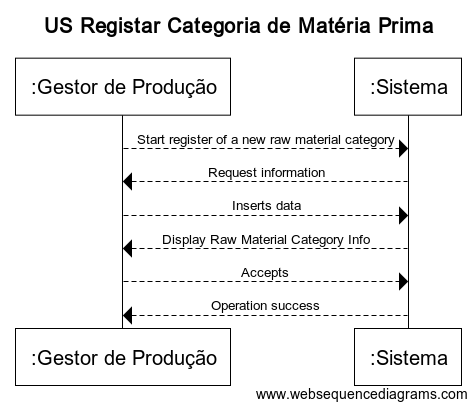 US Registar Categoria de Matéria Prima
:Gestor de Produção
:Sistema
Start register of a new raw material category
Request information
Inserts data
Display Raw Material Category Info
Accepts
Operation success
:Gestor de Produção
:Sistema
www.websequencediagrams.com